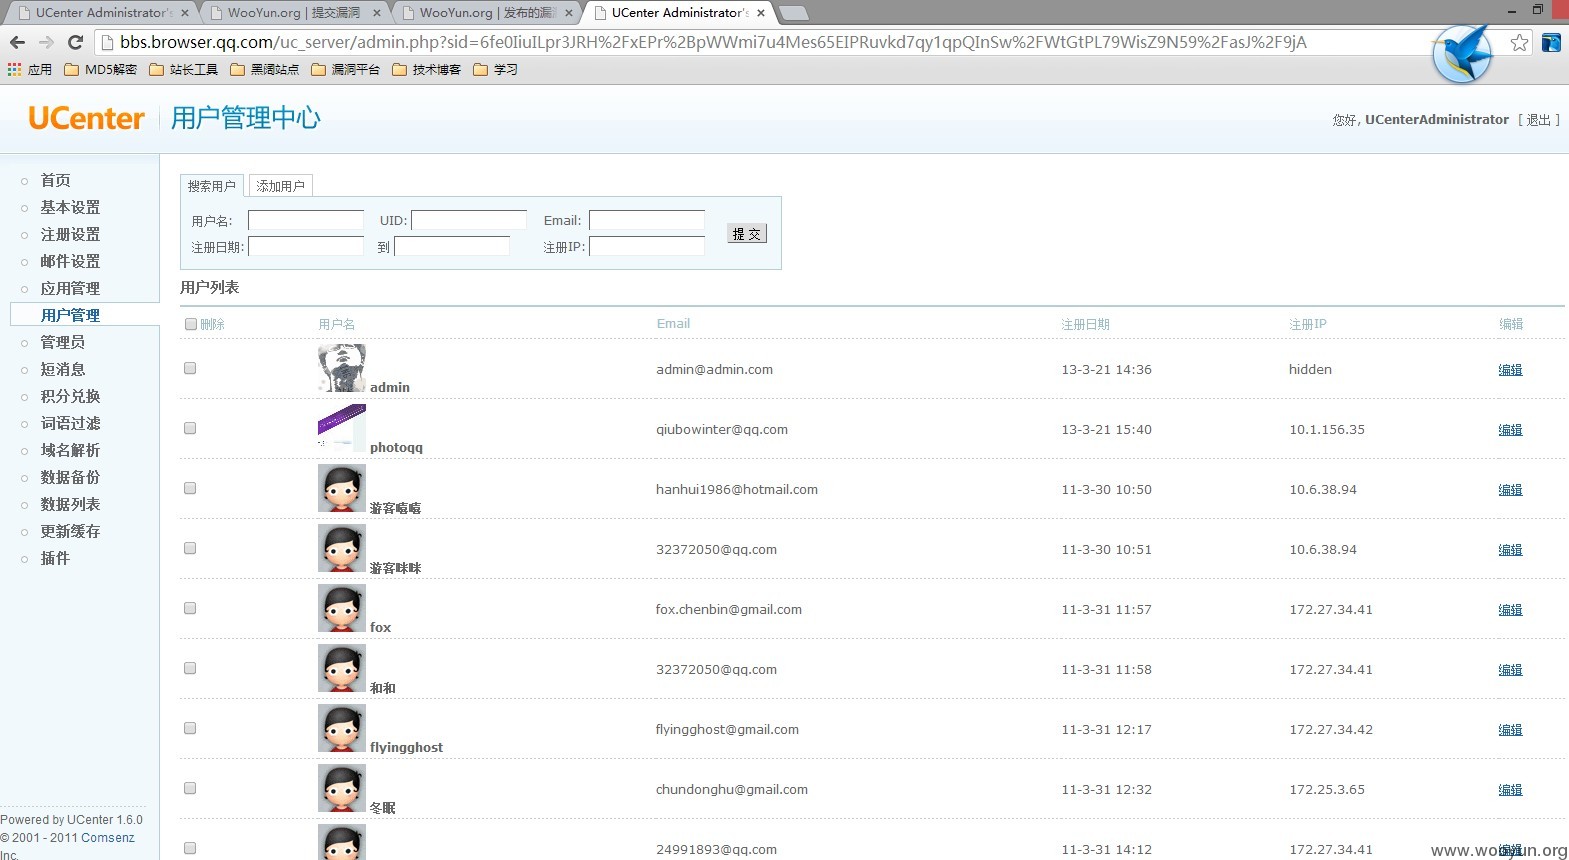 UCenter Administrator's
WooYun.org | 提交漏洞
WooYun.org | 发布的漏洞
UCenter Administrator's
bbs.browser.qq.com/uc_server/admin.php?sid=6fe0IiuILpr3JRH%2FxEPr%2BpWWmi7u4Mes65EIPRuvkd7qy1qpQInSw%2FWtGtPL79WisZ9N59%2FasJ%2F9jA
应用 MD5解密 站长工具 黑阔站点 漏洞平台 技术博客 学习
UCenter 用户管理中心
您好, UCenterAdministrator [ 退出 ]
首页
基本设置
注册设置
邮件设置
应用管理
用户管理
管理员
短消息
积分兑换
词语过滤
域名解析
数据备份
数据列表
更新缓存
插件
搜索用户 添加用户
用户名: UID: Email:
注册日期: 到 注册IP:
提 交
用户列表
删除 用户名 Email 注册日期 注册IP 编辑
admin admin@admin.com 13-3-21 14:36 hidden 编辑
photoqq qiubowinter@qq.com 13-3-21 15:40 10.1.156.35 编辑
游客嘻嘻 hanhui1986@hotmail.com 11-3-30 10:50 10.6.38.94 编辑
游客咪咪 32372050@qq.com 11-3-30 10:51 10.6.38.94 编辑
fox fox.chenbin@gmail.com 11-3-31 11:57 172.27.34.41 编辑
和和 32372050@qq.com 11-3-31 11:58 172.27.34.41 编辑
flyingghost flyingghost@gmail.com 11-3-31 12:17 172.27.34.42 编辑
冬眠 chundonghu@gmail.com 11-3-31 12:32 172.25.3.65 编辑
24991893@qq.com 11-3-31 14:12 172.27.34.41 编辑
Powered by UCenter 1.6.0
© 2001 - 2011 Comsenz
Inc.
www.wooyun.org